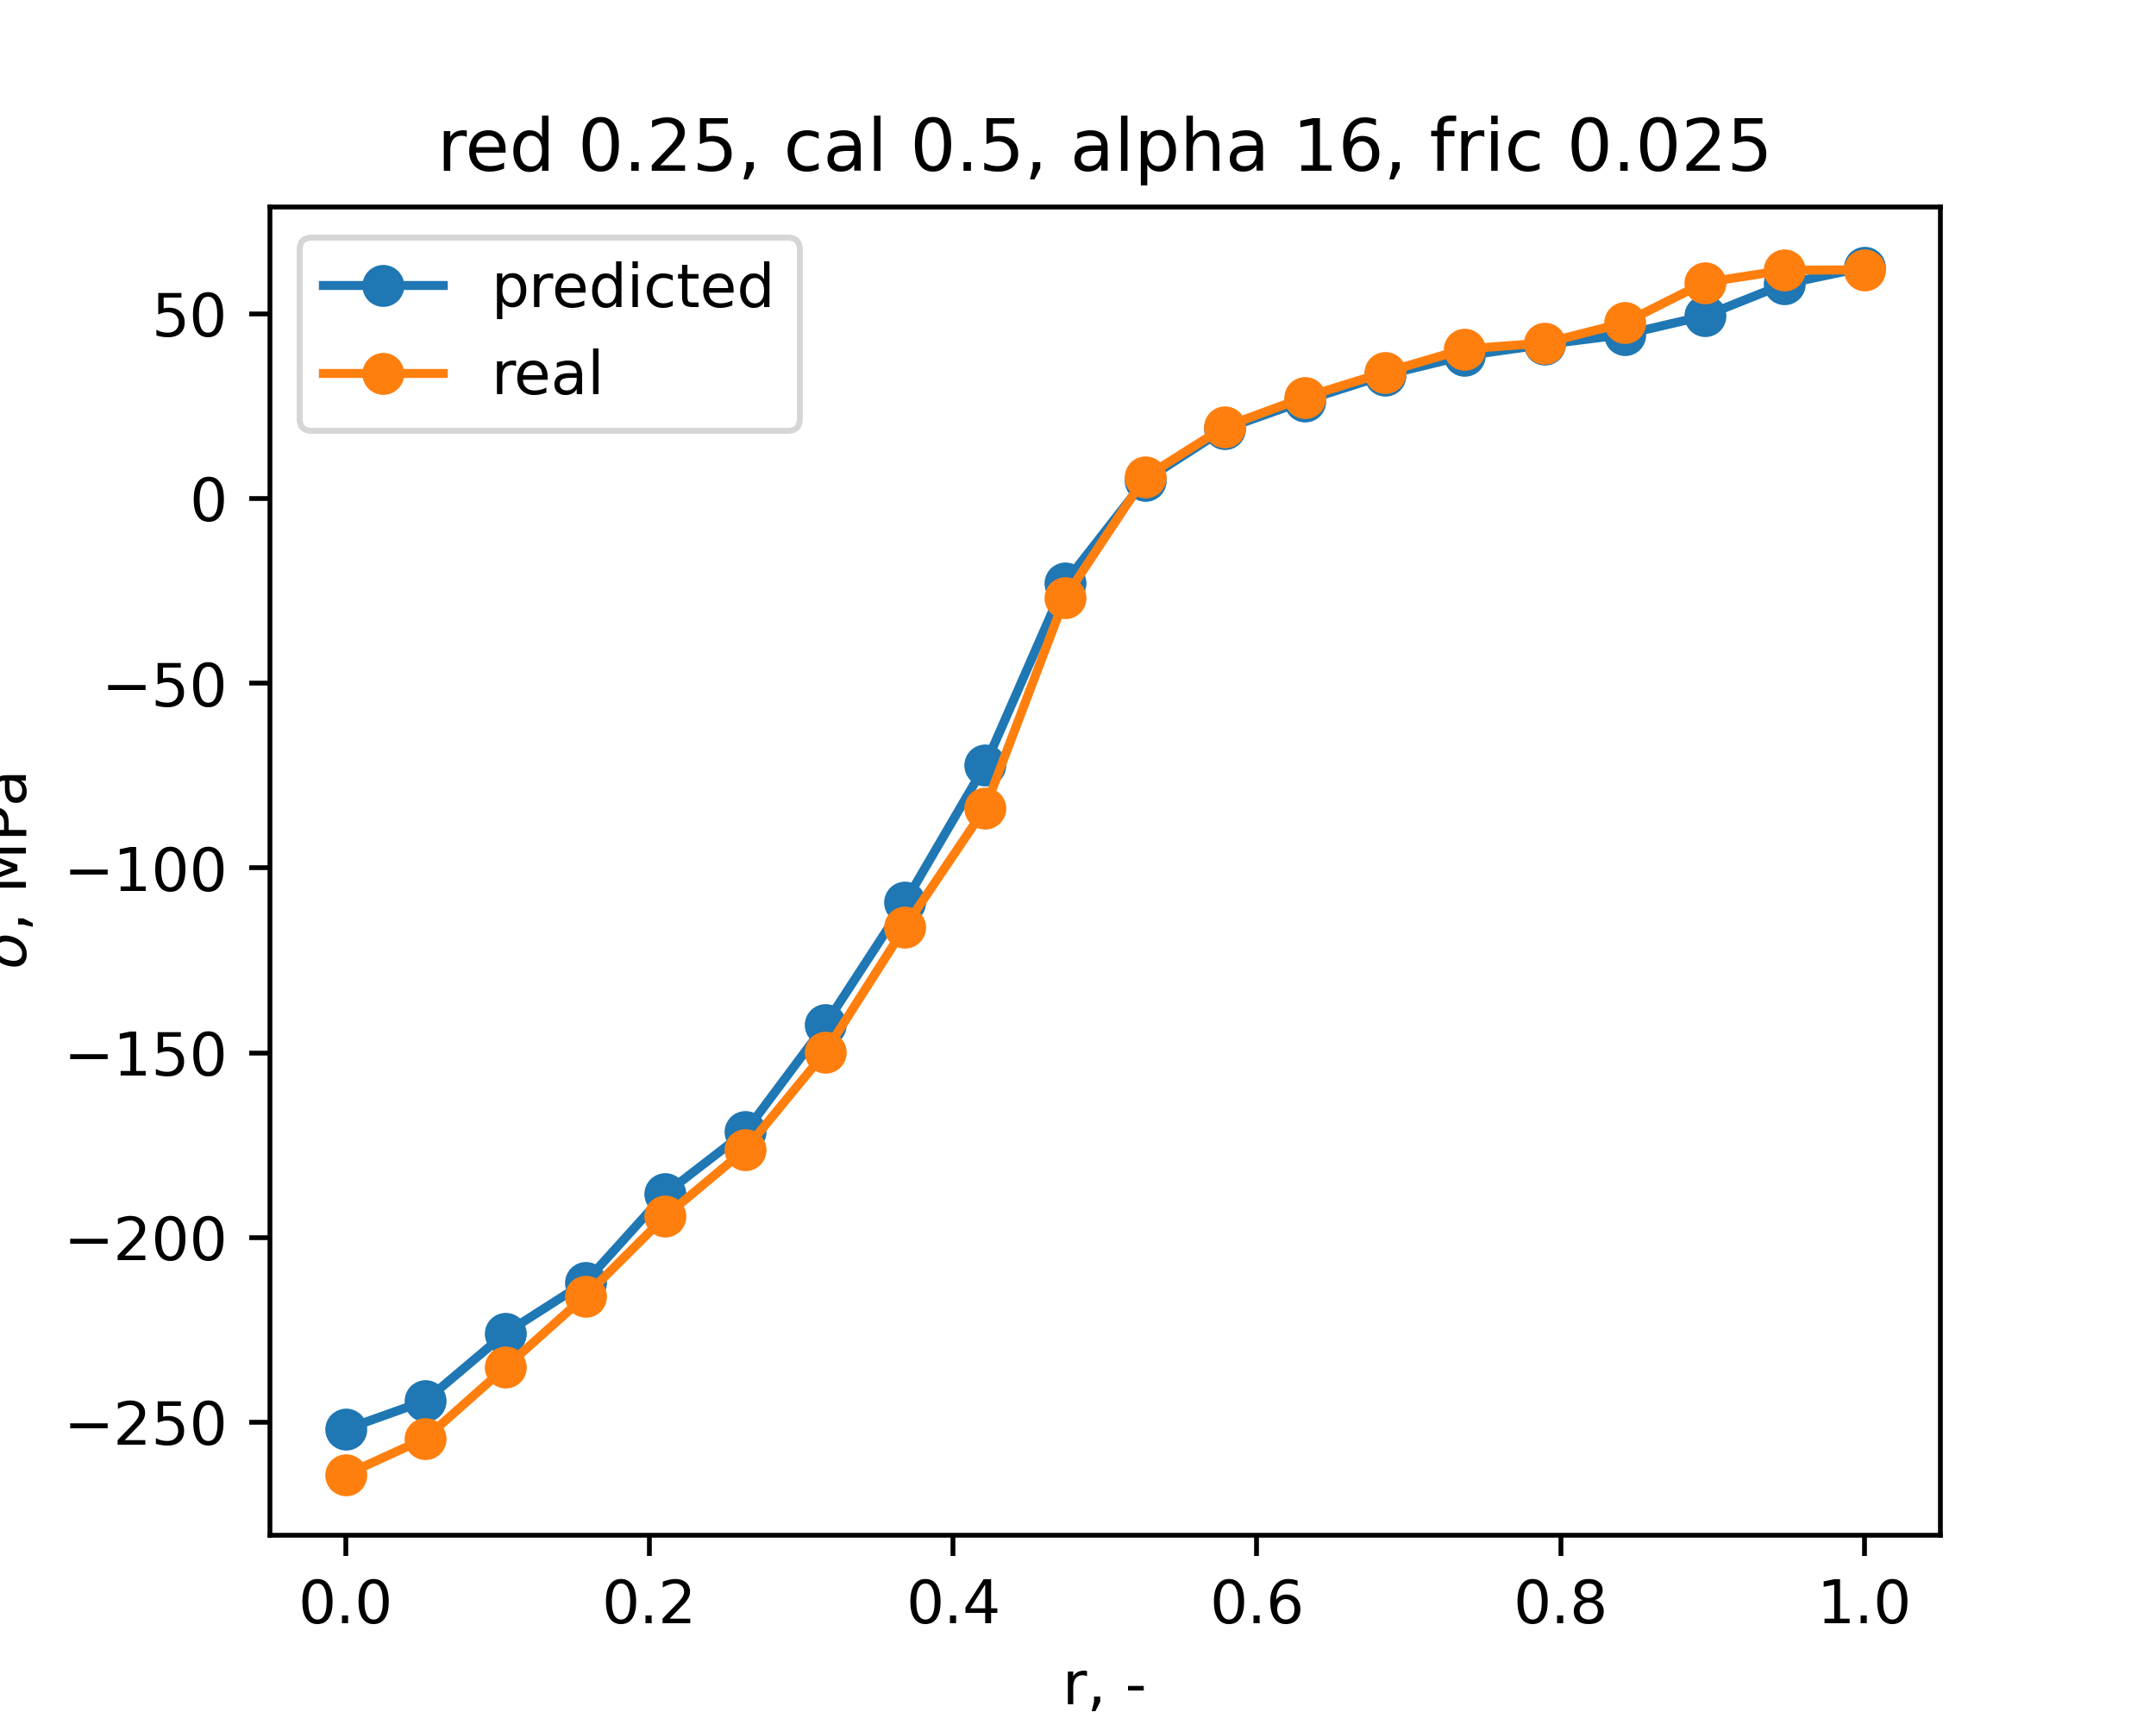 red 0.25, cal 0.5, alpha 16, fric 0.025
predicted
real
50
0
−50
−100
−150
−200
−250
σ, MPa
0.0 0.2 0.4 0.6 0.8 1.0
r, -